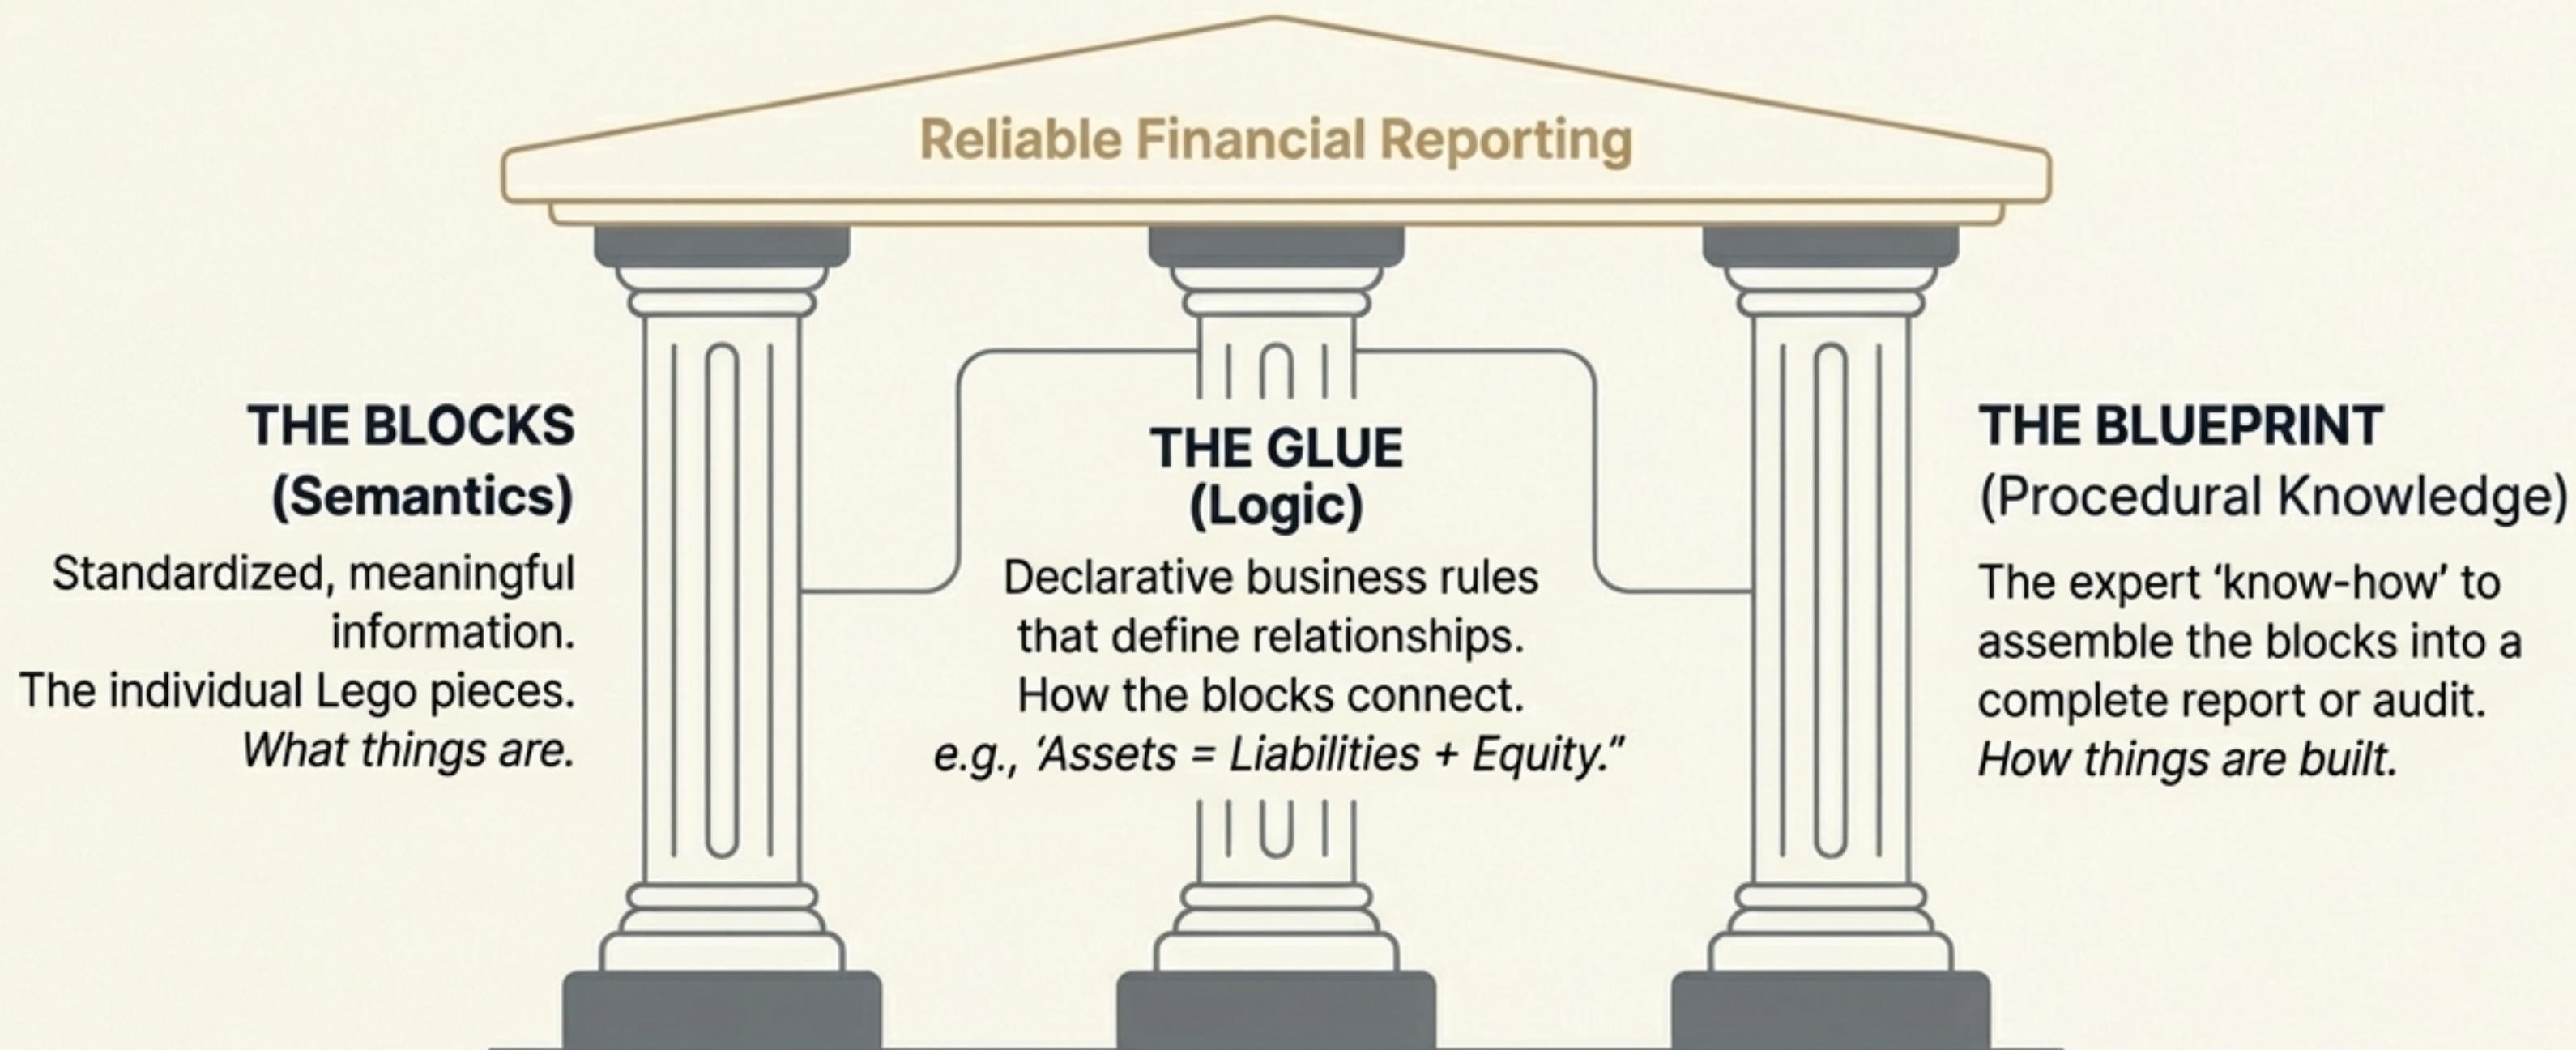 Reliable Financial Reporting
THE BLOCKS
(Semantics)
Standardized, meaningful
information.
The individual Lego pieces.
What things are.
THE GLUE
(Logic)
Declarative business rules
that define relationships.
How the blocks connect.
e.g., ‘Assets = Liabilities + Equity.”
THE BLUEPRINT
(Procedural Knowledge)
The expert ‘know-how’ to
assemble the blocks into a
complete report or audit.
How things are built.